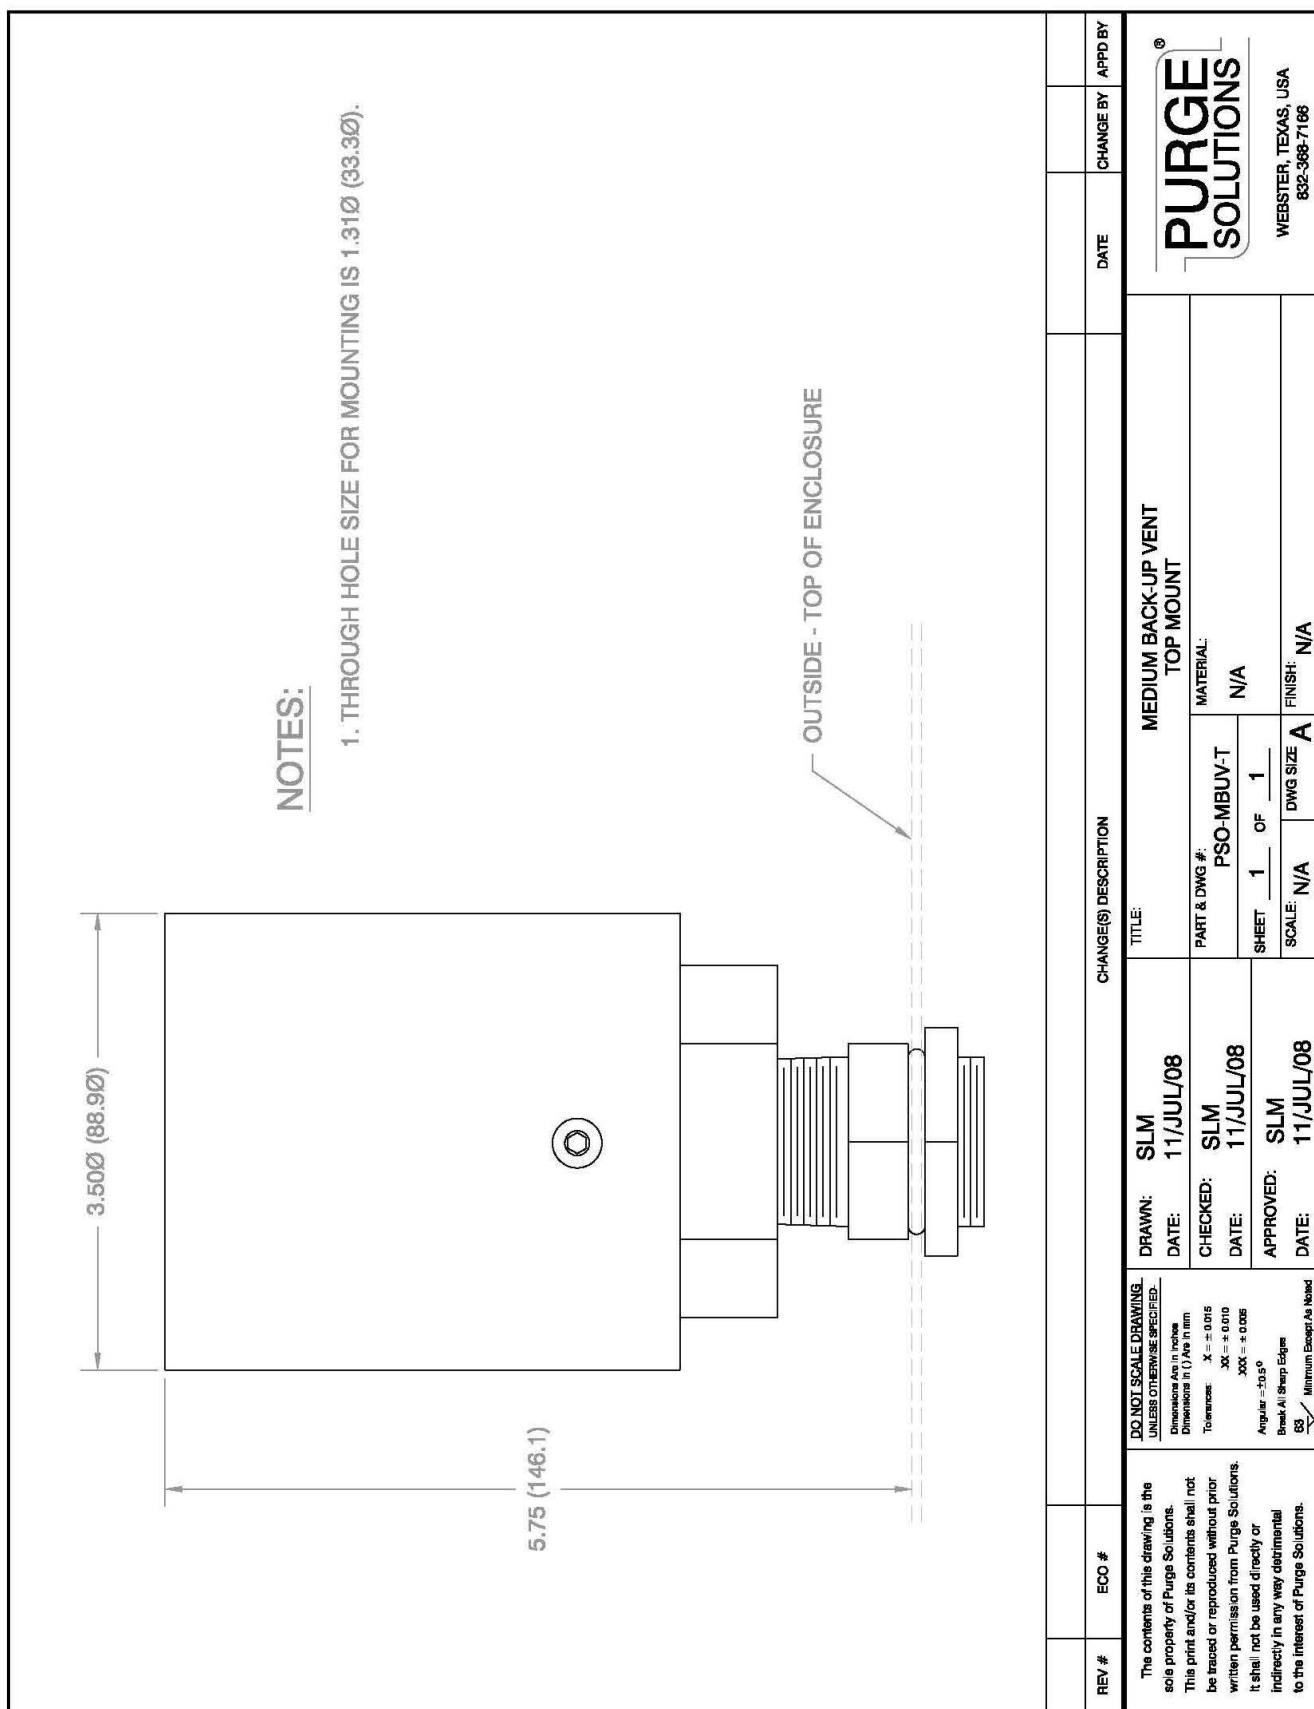 3.50Ø (88.9Ø)
5.75 (146.1)
NOTES:
1. THROUGH HOLE SIZE FOR MOUNTING IS 1.31Ø (33.3Ø).
OUTSIDE - TOP OF ENCLOSURE
REV #
ECO #
CHANGE(S) DESCRIPTION
DATE
CHANGE BY
APPD BY
The contents of this drawing is the
sole property of Purge Solutions.
This print and/or its contents shall not
be traced or reproduced without prior
written permission from Purge Solutions.
It shall not be used directly or
indirectly in any way detrimental
to the interest of Purge Solutions.
DO NOT SCALE DRAWING
UNLESS OTHERWISE SPECIFIED-
Dimensions Are in Inches
Dimensions in ( ) Are in mm
Tolerances: .X = ± 0.015
.XX = ± 0.010
.XXX = ± 0.005
Angular = ±0.5°
Break All Sharp Edges
63 Minimum Except As Noted
DRAWN: SLM
DATE: 11/JUL/08
CHECKED: SLM
DATE: 11/JUL/08
APPROVED: SLM
DATE: 11/JUL/08
TITLE:
MEDIUM BACK-UP VENT
TOP MOUNT
PART & DWG #:
PSO-MBUV-T
MATERIAL:
N/A
SHEET 1 OF 1
SCALE: N/A
DWG SIZE A
FINISH: N/A
PURGE ®
SOLUTIONS
WEBSTER, TEXAS, USA
832-368-7166